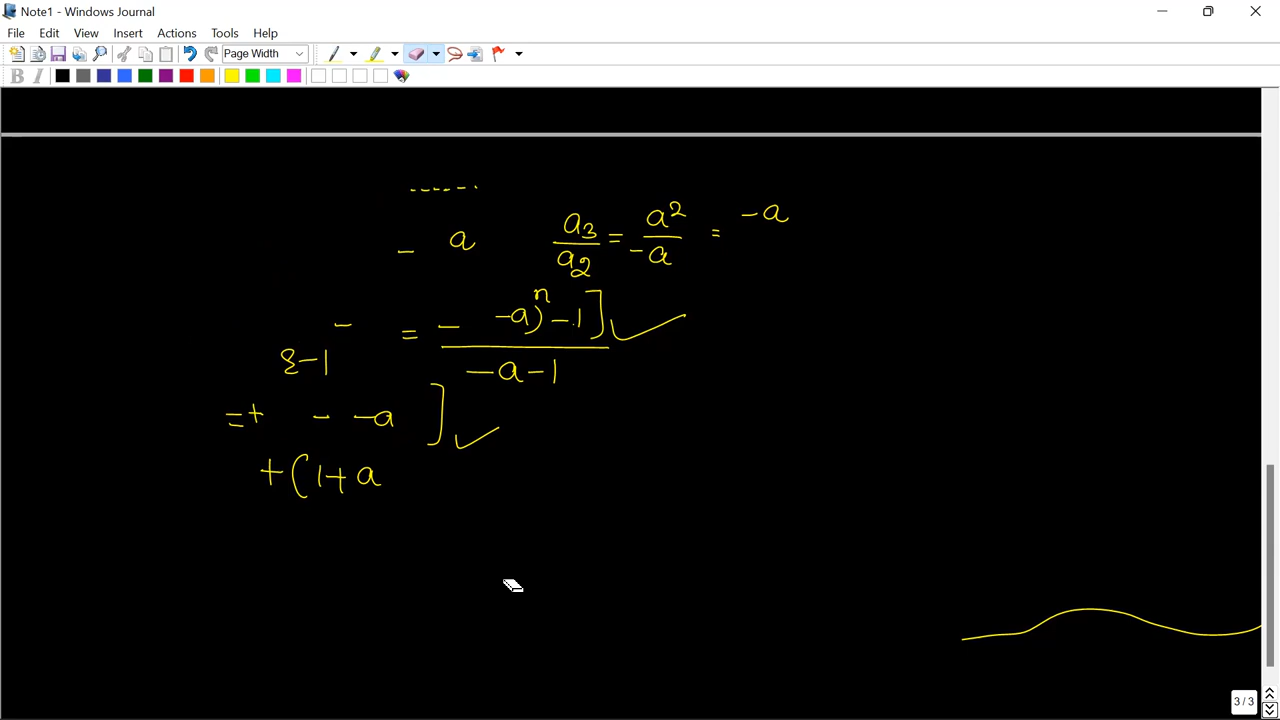 Note1 - Windows Journal
File Edit View Insert Actions Tools Help
Page Width
B I
.......
- a a3/a2 = a²/-a = -a
- = - -a)ⁿ - 1] / -a - 1
r-1
= + - -a ]
+(1+a
3 / 3